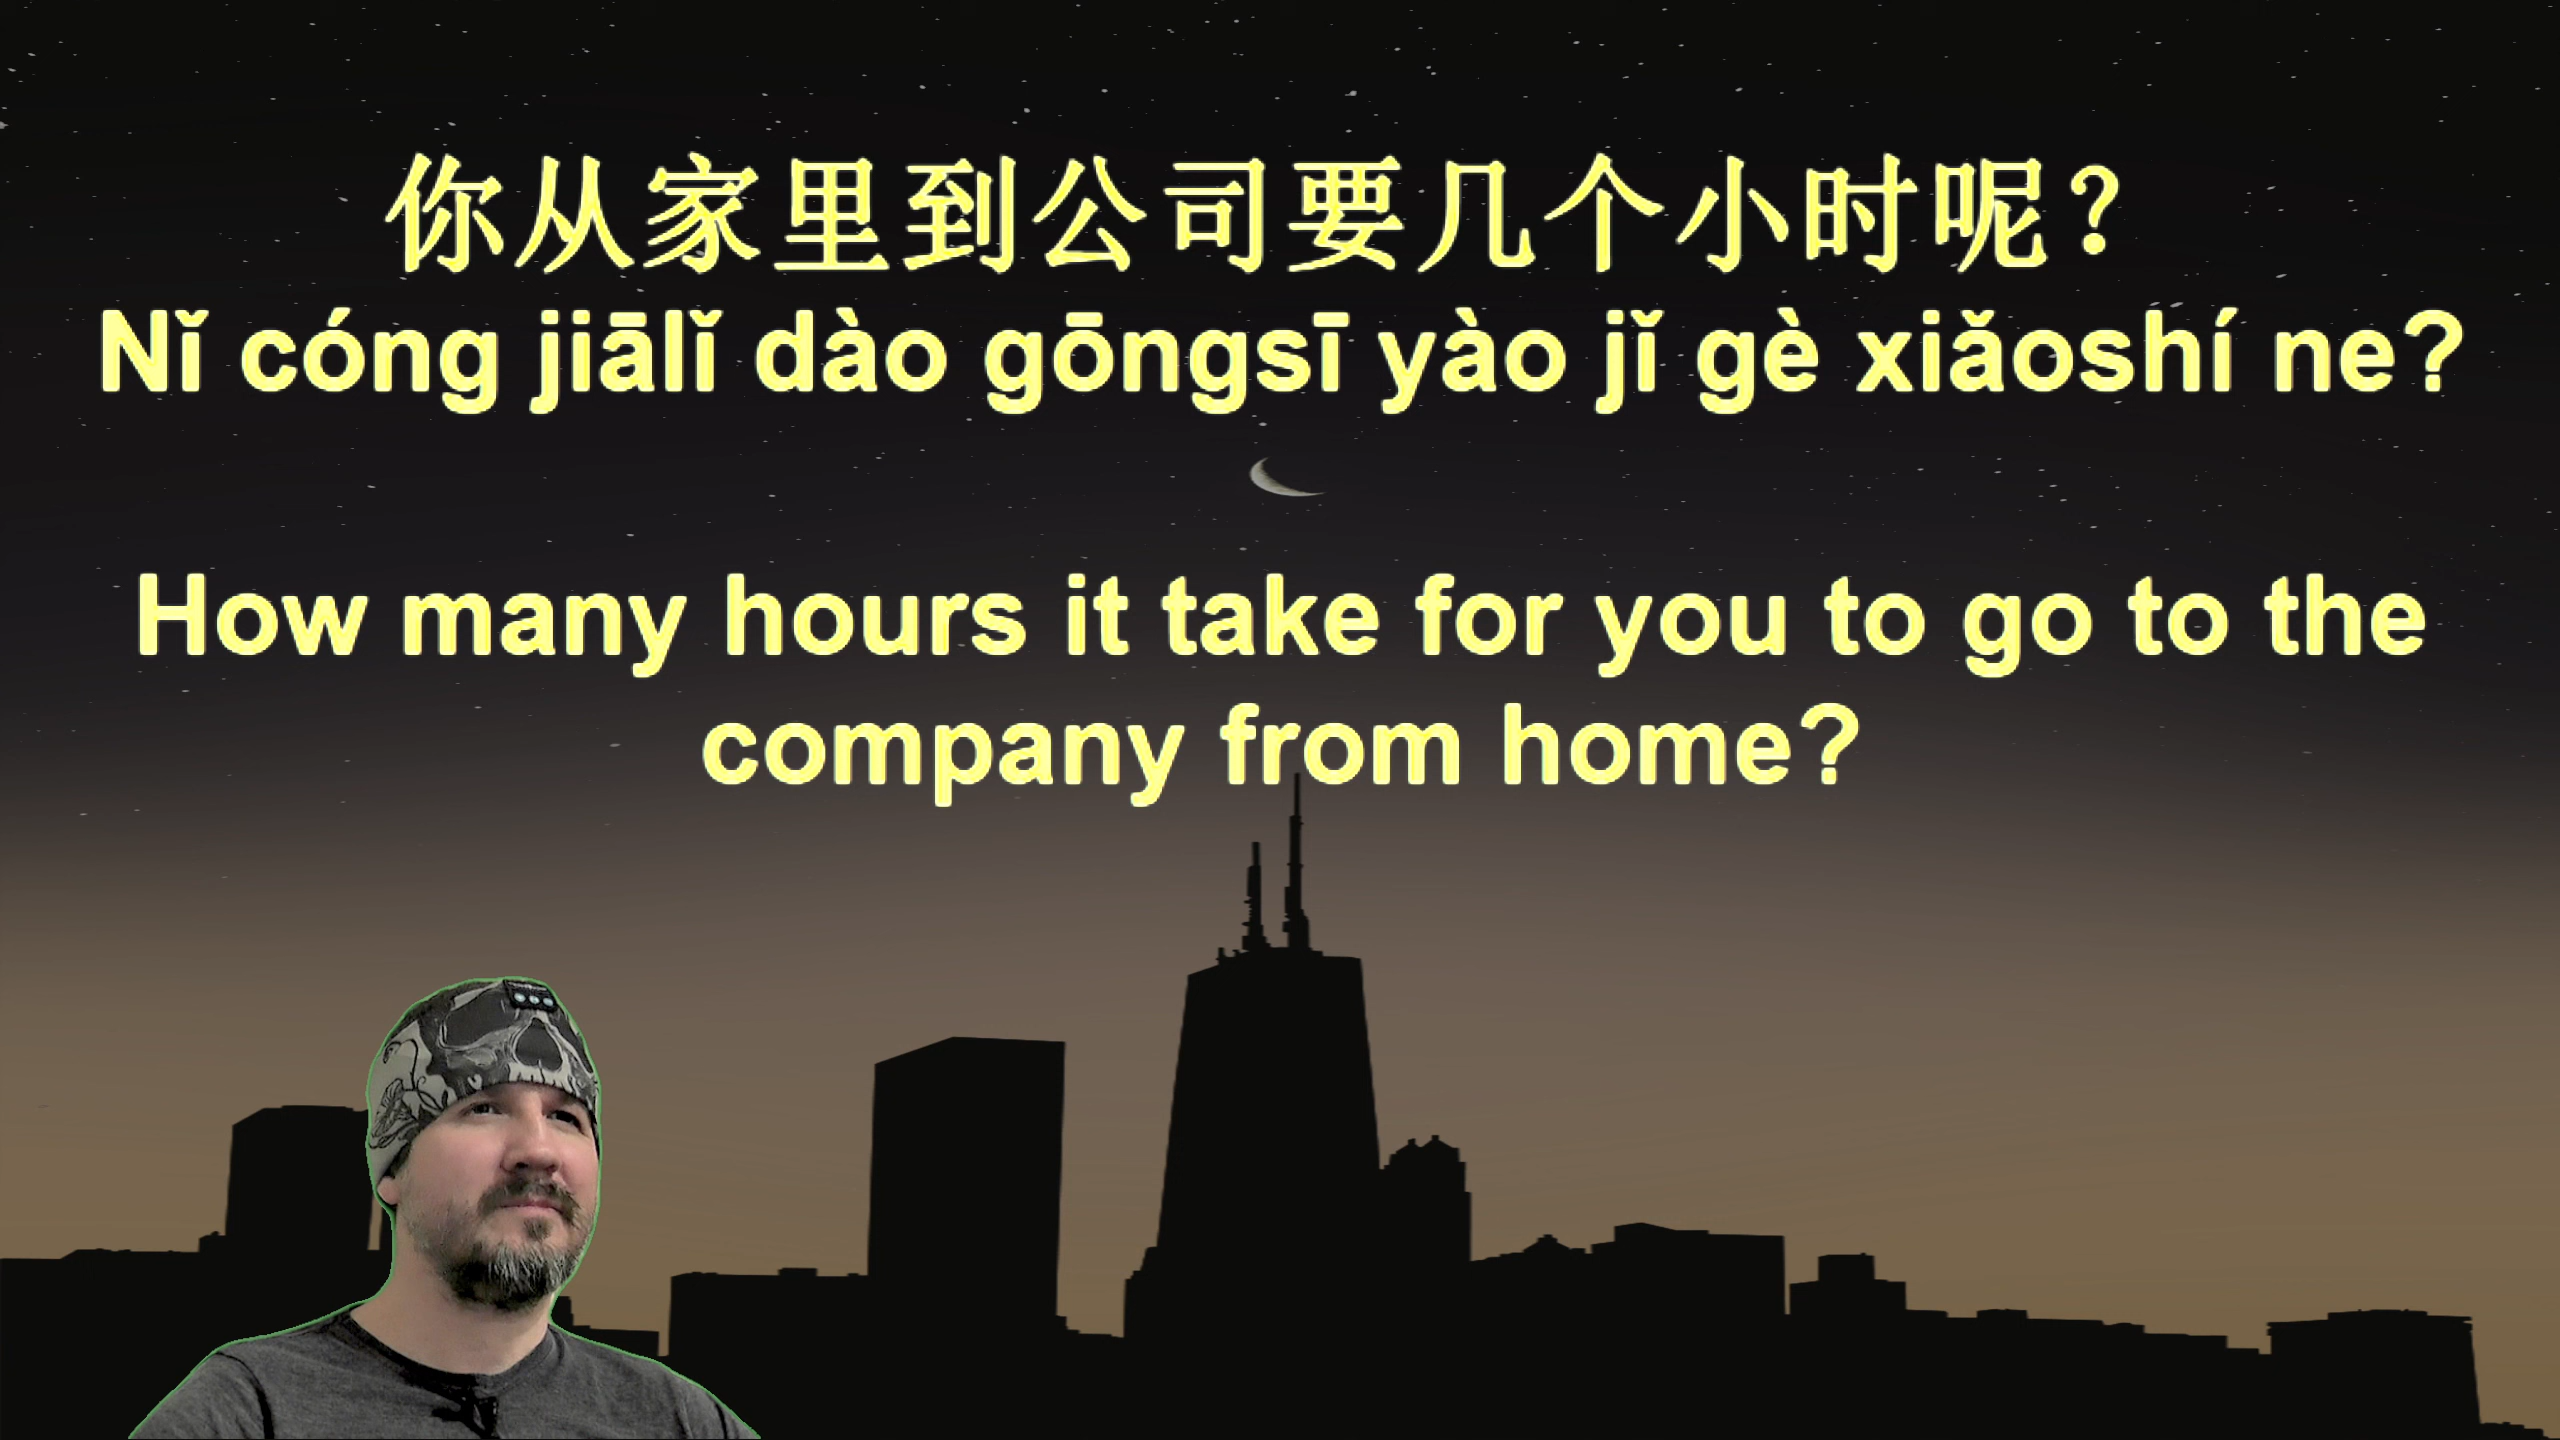 你从家里到公司要几个小时呢？
Nǐ cóng jiālǐ dào gōngsī yào jǐ gè xiǎoshí ne?
How many hours it take for you to go to the
company from home?